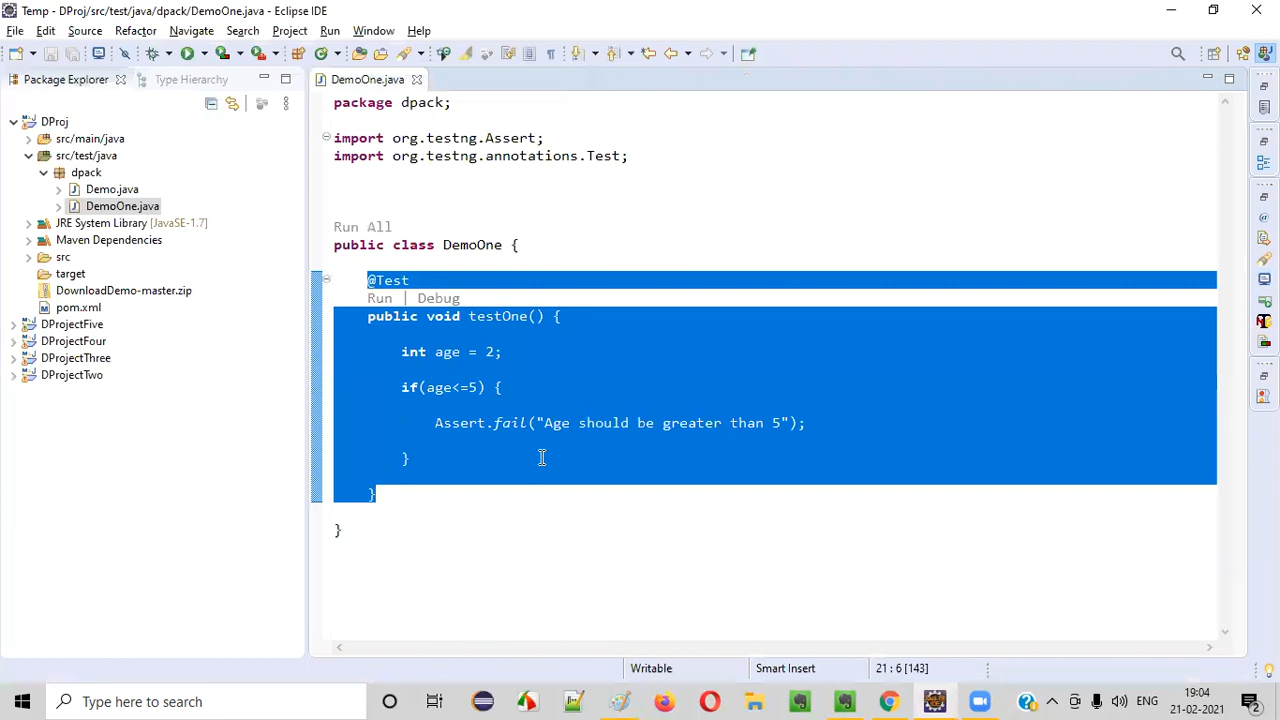 Temp - DProj/src/test/java/dpack/DemoOne.java - Eclipse IDE
File Edit Source Refactor Navigate Search Project Run Window Help
Package Explorer Type Hierarchy DemoOne.java
DProj
src/main/java
src/test/java
dpack
Demo.java
DemoOne.java
JRE System Library [JavaSE-1.7]
Maven Dependencies
src
target
DownloadDemo-master.zip
pom.xml
DProjectFive
DProjectFour
DProjectThree
DProjectTwo
package dpack;
import org.testng.Assert;
import org.testng.annotations.Test;
Run All
public class DemoOne {
@Test
Run | Debug
public void testOne() {
int age = 2;
if(age<=5) {
Assert.fail("Age should be greater than 5");
}
}
}
Writable Smart Insert 21 : 6 [143]
Type here to search
ENG
19:04
21-02-2021
2